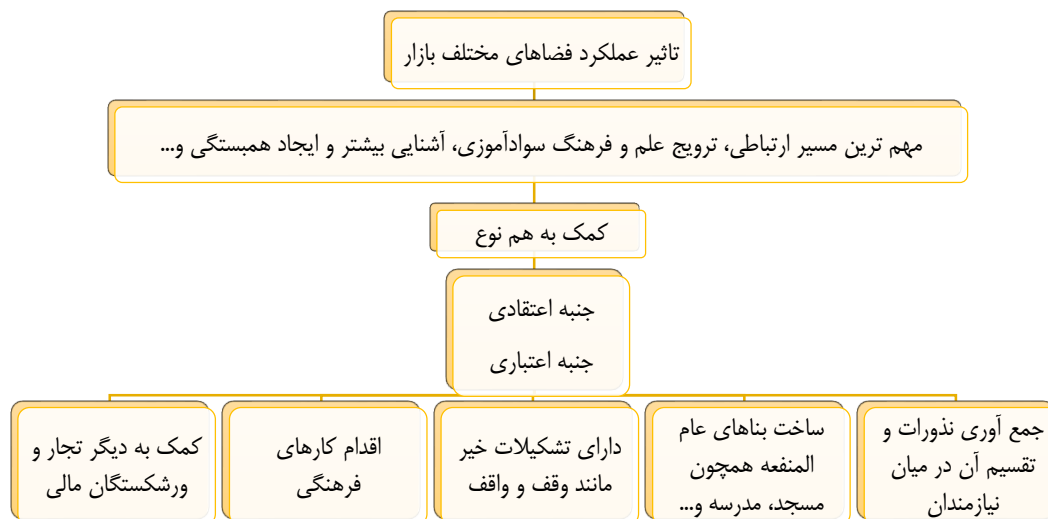 تاثیر عملکرد فضاهای مختلف بازار
مهم ترین مسیر ارتباطی، ترویج علم و فرهنگ سوادآموزی، آشنایی بیشتر و ایجاد همبستگی و...
کمک به هم نوع
جنبه اعتقادی
جنبه اعتباری
جمع آوری نذورات و
تقسیم آن در میان
نیازمندان
ساخت بناهای عام
المنفعه همچون
مسجد، مدرسه و...
دارای تشکیلات خیر
مانند وقف و واقف
اقدام کارهای
فرهنگی
کمک به دیگر تجار و
ورشکستگان مالی